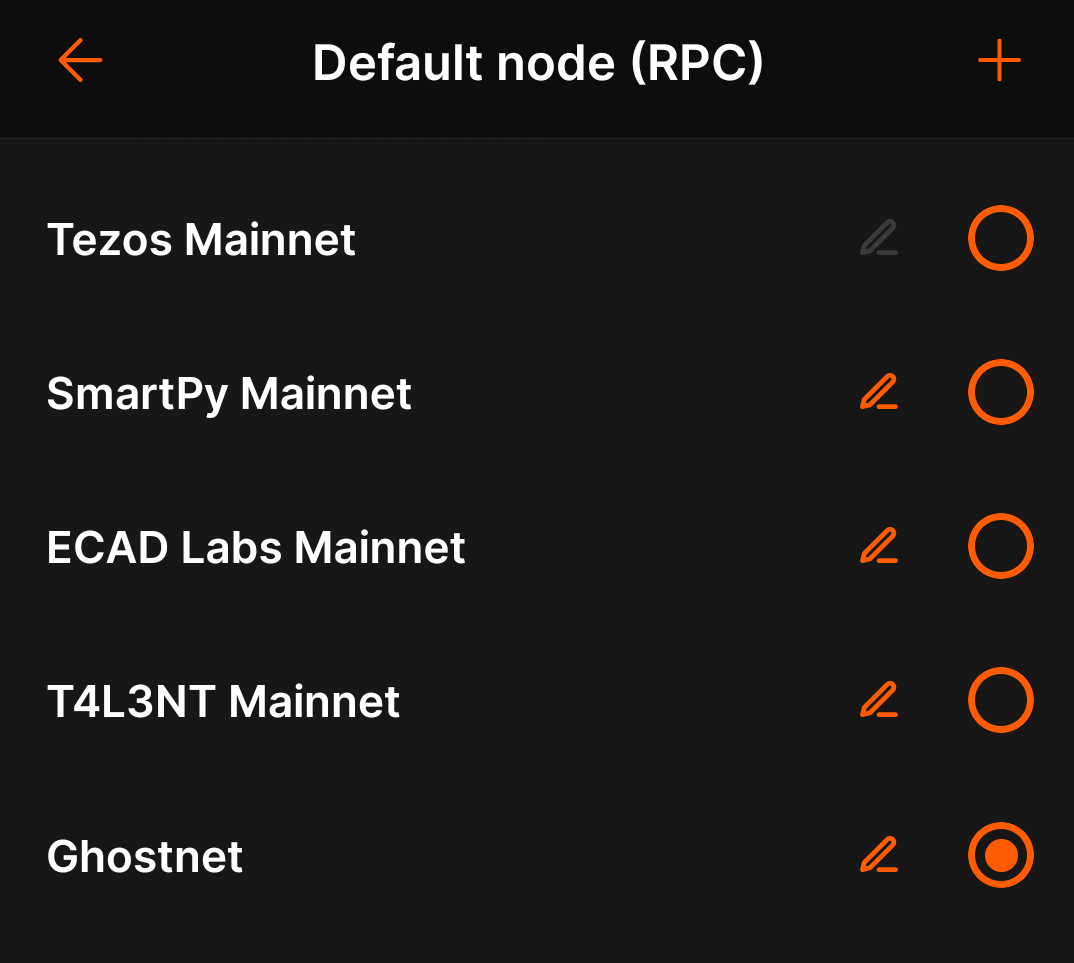 Default node (RPC)
Tezos Mainnet
SmartPy Mainnet
ECAD Labs Mainnet
T4L3NT Mainnet
Ghostnet